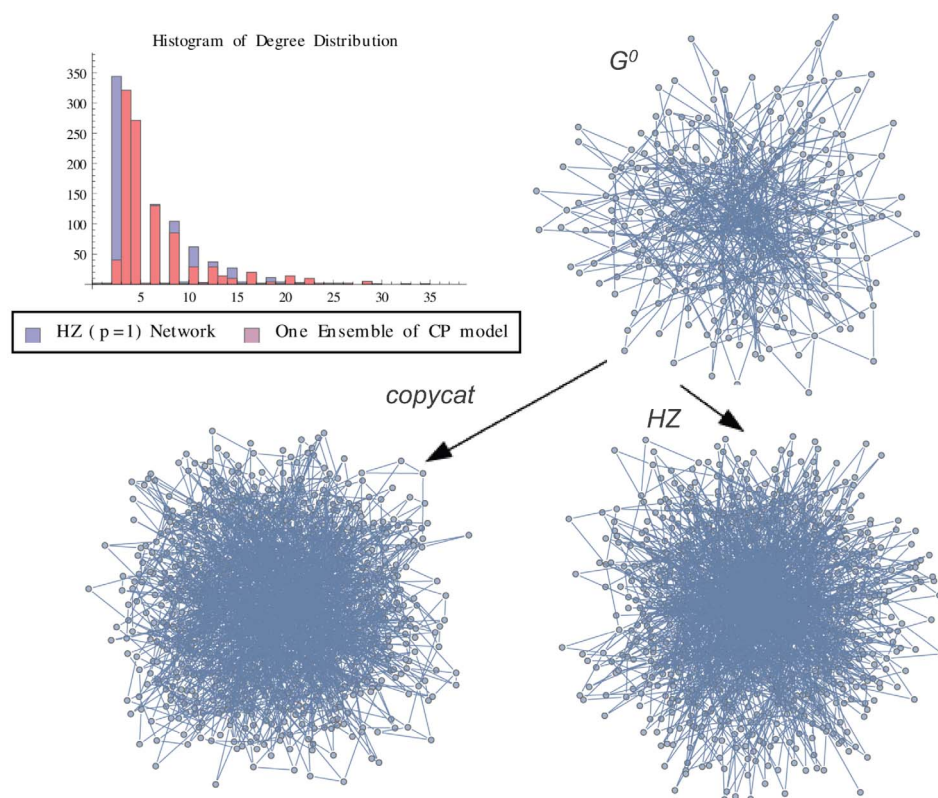 Histogram of Degree Distribution
350
300
250
200
150
100
50
5 10 15 20 25 30 35
HZ ( p=1) Network One Ensemble of CP model
G⁰
copycat
HZ